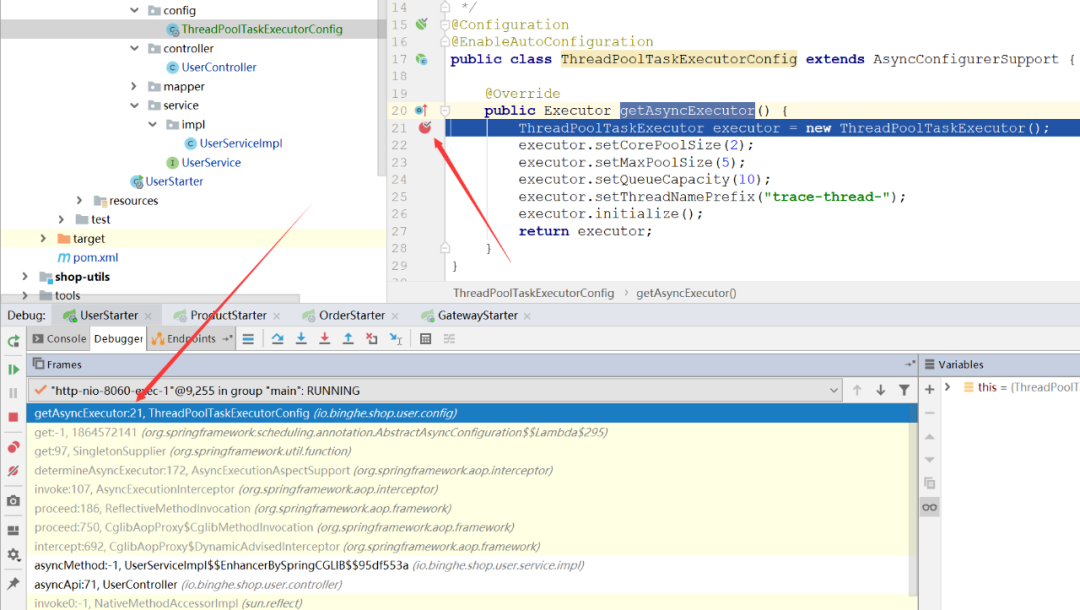 config
ThreadPoolTaskExecutorConfig
controller
UserController
mapper
service
impl
UserServiceImpl
UserService
UserStarter
resources
test
target
pom.xml
shop-utils
tools
14 */
15 @Configuration
16 @EnableAutoConfiguration
17 public class ThreadPoolTaskExecutorConfig extends AsyncConfigurerSupport {
18
19 @Override
20 public Executor getAsyncExecutor() {
21 ThreadPoolTaskExecutor executor = new ThreadPoolTaskExecutor();
22 executor.setCorePoolSize(2);
23 executor.setMaxPoolSize(5);
24 executor.setQueueCapacity(10);
25 executor.setThreadNamePrefix("trace-thread-");
26 executor.initialize();
27 return executor;
28 }
29 }
ThreadPoolTaskExecutorConfig › getAsyncExecutor()
Debug: UserStarter × ProductStarter × OrderStarter × GatewayStarter ×
Console Debugger Endpoints
Frames
Variables
"http-nio-8060-exec-1"@9,255 in group "main": RUNNING
this = {ThreadPoolT
getAsyncExecutor:21, ThreadPoolTaskExecutorConfig (io.binghe.shop.user.config)
get:-1, 1864572141 (org.springframework.scheduling.annotation.AbstractAsyncConfiguration$$Lambda$295)
get:97, SingletonSupplier (org.springframework.util.function)
determineAsyncExecutor:172, AsyncExecutionAspectSupport (org.springframework.aop.interceptor)
invoke:107, AsyncExecutionInterceptor (org.springframework.aop.interceptor)
proceed:186, ReflectiveMethodInvocation (org.springframework.aop.framework)
proceed:750, CglibAopProxy$CglibMethodInvocation (org.springframework.aop.framework)
intercept:692, CglibAopProxy$DynamicAdvisedInterceptor (org.springframework.aop.framework)
asyncMethod:-1, UserServiceImpl$$EnhancerBySpringCGLIB$$95df553a (io.binghe.shop.user.service.impl)
asyncApi:71, UserController (io.binghe.shop.user.controller)
invoke0:-1, NativeMethodAccessorImpl (sun.reflect)